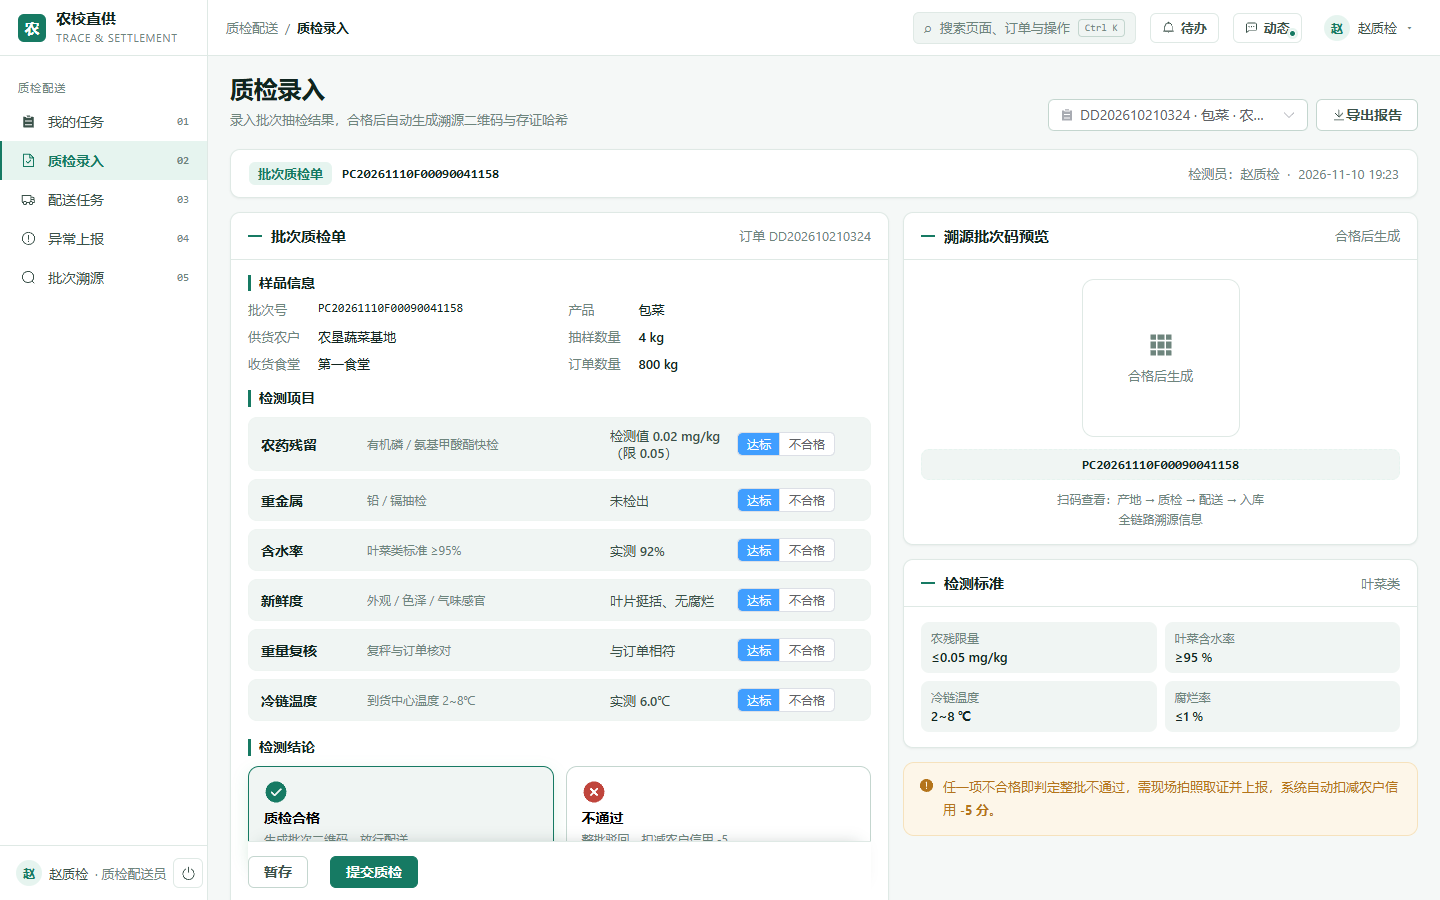 农 农校直供
TRACE & SETTLEMENT
质检配送 / 质检录入
搜索页面、订单与操作 Ctrl K
待办
动态
赵 赵质检
质检配送
我的任务 01
质检录入 02
配送任务 03
异常上报 04
批次溯源 05
赵 赵质检 · 质检配送员
质检录入
录入批次抽检结果，合格后自动生成溯源二维码与存证哈希
DD202610210324 · 包菜 · 农...
导出报告
批次质检单 PC20261110F00090041158
检测员：赵质检 · 2026-11-10 19:23
批次质检单
订单 DD202610210324
样品信息
批次号 PC20261110F00090041158
产品 包菜
供货农户 农垦蔬菜基地
抽样数量 4 kg
收货食堂 第一食堂
订单数量 800 kg
检测项目
农药残留 有机磷 / 氨基甲酸酯快检 检测值 0.02 mg/kg
（限 0.05） 达标 不合格
重金属 铅 / 镉抽检 未检出 达标 不合格
含水率 叶菜类标准 ≥95% 实测 92% 达标 不合格
新鲜度 外观 / 色泽 / 气味感官 叶片挺括、无腐烂 达标 不合格
重量复核 复秤与订单核对 与订单相符 达标 不合格
冷链温度 到货中心温度 2~8℃ 实测 6.0℃ 达标 不合格
检测结论
质检合格
生成批次二维码，放行配送
不通过
整批驳回，扣减农户信用 -5
暂存
提交质检
溯源批次码预览
合格后生成
合格后生成
PC20261110F00090041158
扫码查看：产地 → 质检 → 配送 → 入库
全链路溯源信息
检测标准
叶菜类
农残限量
≤0.05 mg/kg
叶菜含水率
≥95 %
冷链温度
2~8 ℃
腐烂率
≤1 %
任一项不合格即判定整批不通过，需现场拍照取证并上报，系统自动扣减农户信
用 -5 分。